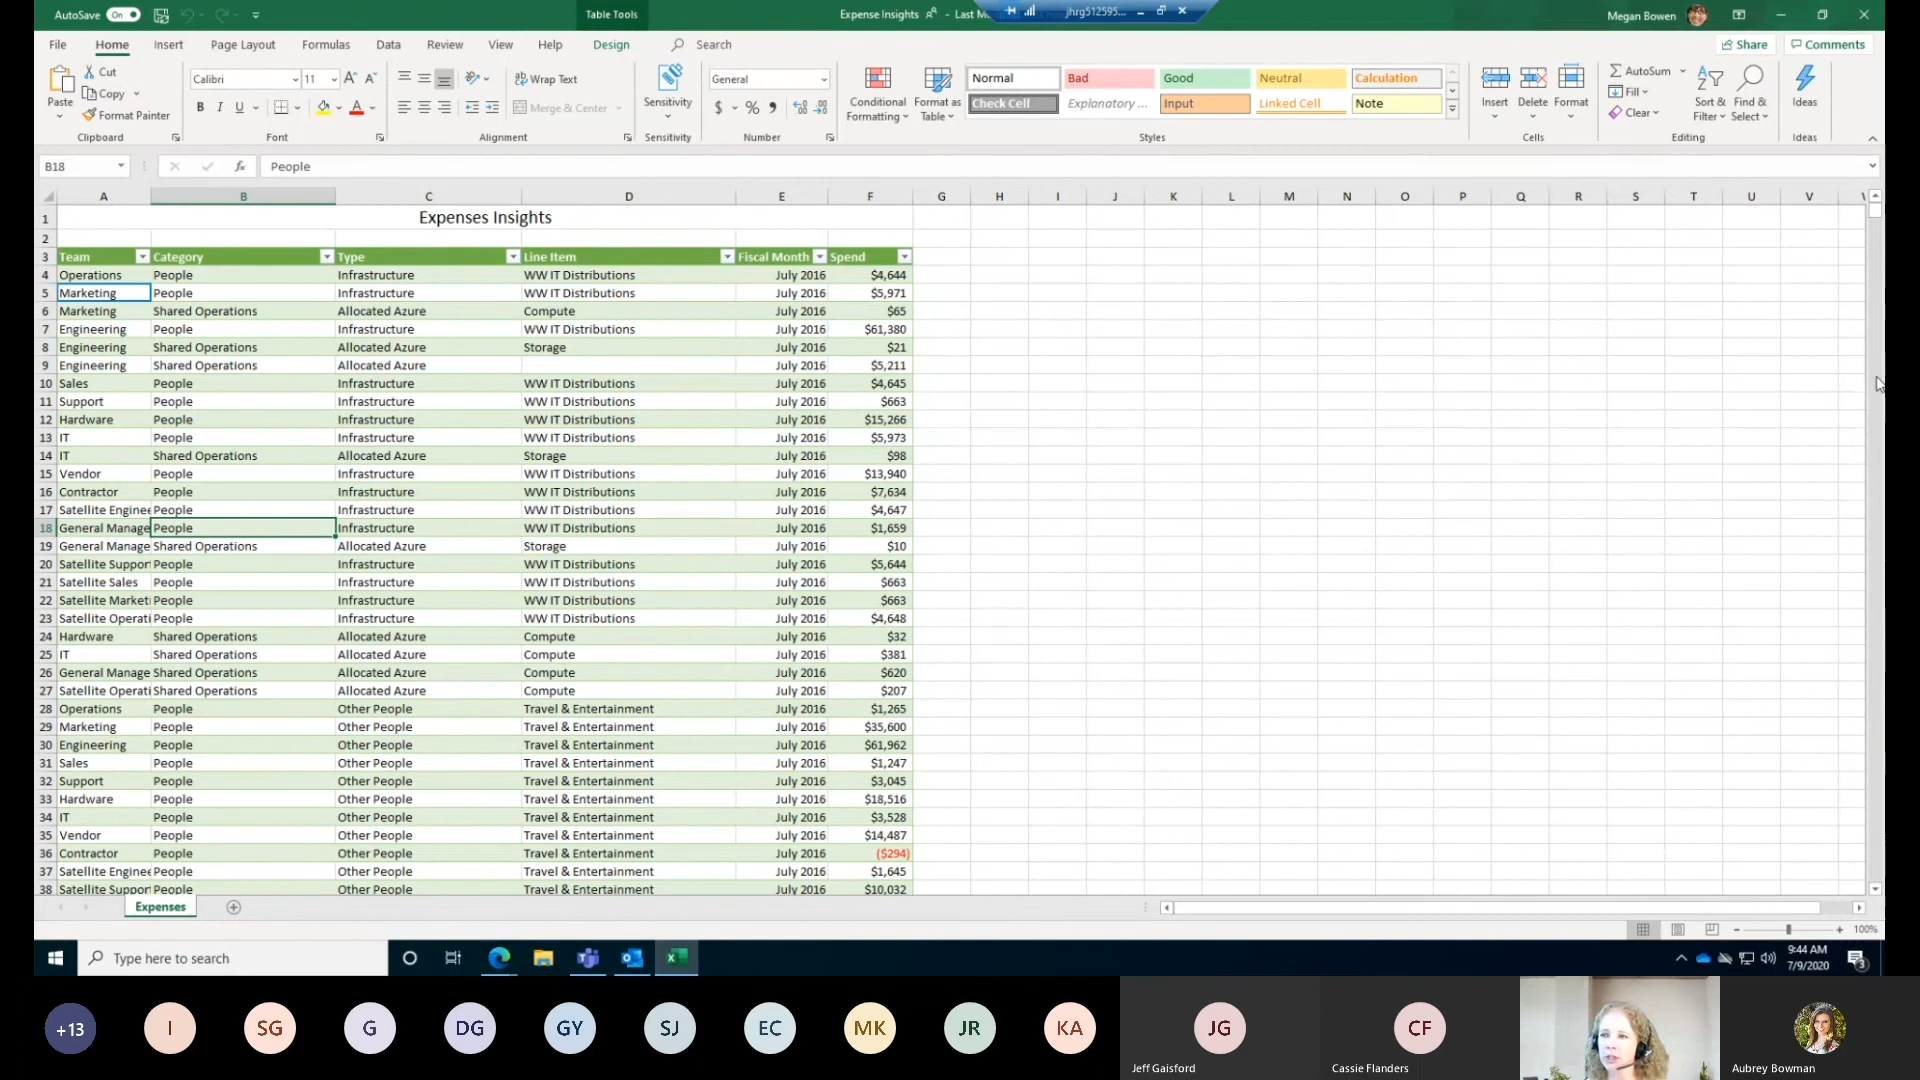 AutoSave On Table Tools Expense Insights - Last M jhrg512595... Megan Bowen
File Home Insert Page Layout Formulas Data Review View Help Design Search Share Comments
Paste Cut Copy Format Painter Clipboard
Calibri 11 A A B I U A Font
Wrap Text Merge & Center Alignment
Sensitivity Sensitivity
General $ % Number
Conditional Formatting Format as Table
Normal Bad Good Neutral Calculation
Check Cell Explanatory ... Input Linked Cell Note
Styles
Insert Delete Format Cells
AutoSum Fill Clear Sort & Filter Find & Select Editing
Ideas Ideas
B18 fx People
A B C D E F G H I J K L M N O P Q R S T U V
1 Expenses Insights
2
3 Team Category Type Line Item Fiscal Month Spend
4 Operations People Infrastructure WW IT Distributions July 2016 $4,644
5 Marketing People Infrastructure WW IT Distributions July 2016 $5,971
6 Marketing Shared Operations Allocated Azure Compute July 2016 $65
7 Engineering People Infrastructure WW IT Distributions July 2016 $61,380
8 Engineering Shared Operations Allocated Azure Storage July 2016 $21
9 Engineering Shared Operations Allocated Azure July 2016 $5,211
10 Sales People Infrastructure WW IT Distributions July 2016 $4,645
11 Support People Infrastructure WW IT Distributions July 2016 $663
12 Hardware People Infrastructure WW IT Distributions July 2016 $15,266
13 IT People Infrastructure WW IT Distributions July 2016 $5,973
14 IT Shared Operations Allocated Azure Storage July 2016 $98
15 Vendor People Infrastructure WW IT Distributions July 2016 $13,940
16 Contractor People Infrastructure WW IT Distributions July 2016 $7,634
17 Satellite Enginee People Infrastructure WW IT Distributions July 2016 $4,647
18 General Manage People Infrastructure WW IT Distributions July 2016 $1,659
19 General Manage Shared Operations Allocated Azure Storage July 2016 $10
20 Satellite Support People Infrastructure WW IT Distributions July 2016 $5,644
21 Satellite Sales People Infrastructure WW IT Distributions July 2016 $663
22 Satellite Marketi People Infrastructure WW IT Distributions July 2016 $663
23 Satellite Operati People Infrastructure WW IT Distributions July 2016 $4,648
24 Hardware Shared Operations Allocated Azure Compute July 2016 $32
25 IT Shared Operations Allocated Azure Compute July 2016 $381
26 General Manage Shared Operations Allocated Azure Compute July 2016 $620
27 Satellite Operati Shared Operations Allocated Azure Compute July 2016 $207
28 Operations People Other People Travel & Entertainment July 2016 $1,265
29 Marketing People Other People Travel & Entertainment July 2016 $35,600
30 Engineering People Other People Travel & Entertainment July 2016 $61,962
31 Sales People Other People Travel & Entertainment July 2016 $1,247
32 Support People Other People Travel & Entertainment July 2016 $3,045
33 Hardware People Other People Travel & Entertainment July 2016 $18,516
34 IT People Other People Travel & Entertainment July 2016 $3,528
35 Vendor People Other People Travel & Entertainment July 2016 $14,487
36 Contractor People Other People Travel & Entertainment July 2016 ($294)
37 Satellite Enginee People Other People Travel & Entertainment July 2016 $1,645
38 Satellite Support People Other People Travel & Entertainment July 2016 $10,032
Expenses
100%
Type here to search 9:44 AM
7/9/2020 3
+13 I SG G DG GY SJ EC MK JR KA JG CF
Jeff Gaisford Cassie Flanders Aubrey Bowman